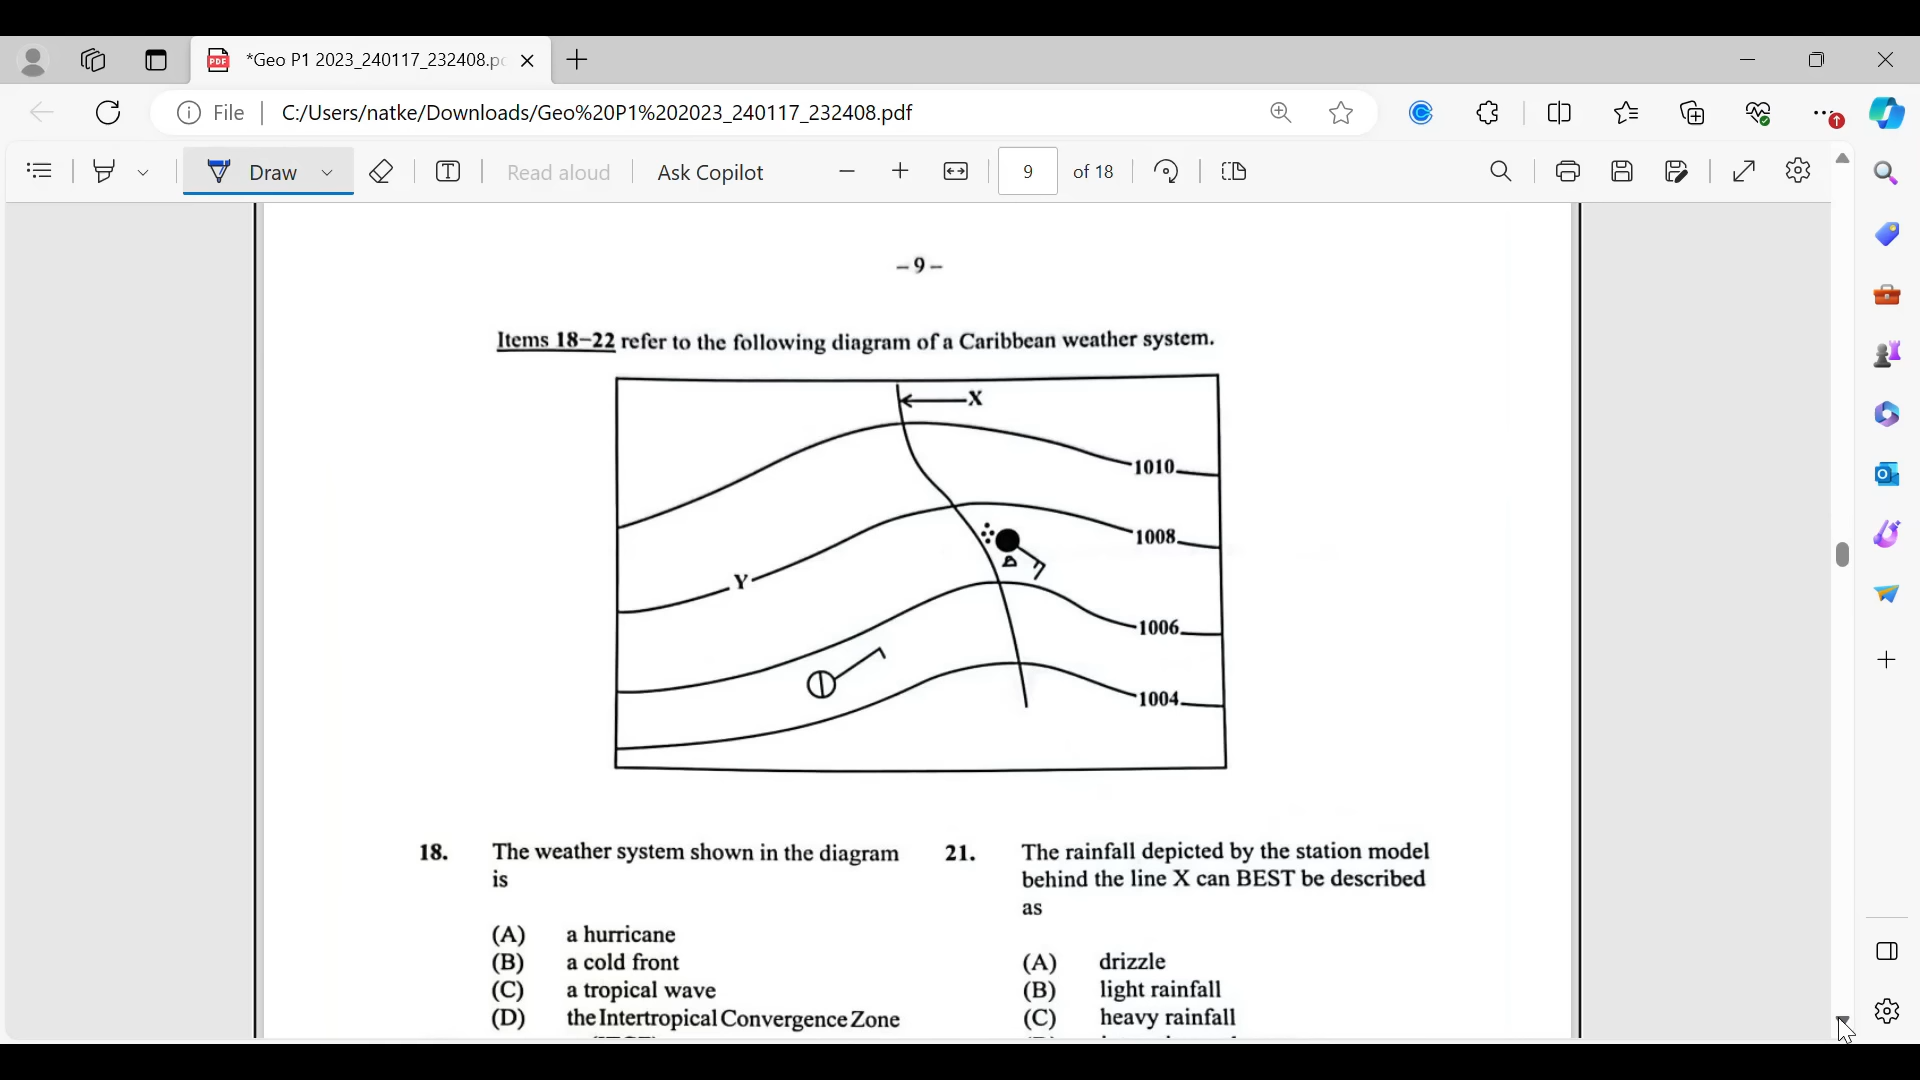 *Geo P1 2023_240117_232408.p
File
C:/Users/natke/Downloads/Geo%20P1%202023_240117_232408.pdf
Draw
Read aloud
Ask Copilot
9
of 18
– 9 –
Items 18–22 refer to the following diagram of a Caribbean weather system.
X
1010
1008
Y
1006
1004
18. The weather system shown in the diagram
is
(A) a hurricane
(B) a cold front
(C) a tropical wave
(D) the Intertropical Convergence Zone
21. The rainfall depicted by the station model
behind the line X can BEST be described
as
(A) drizzle
(B) light rainfall
(C) heavy rainfall